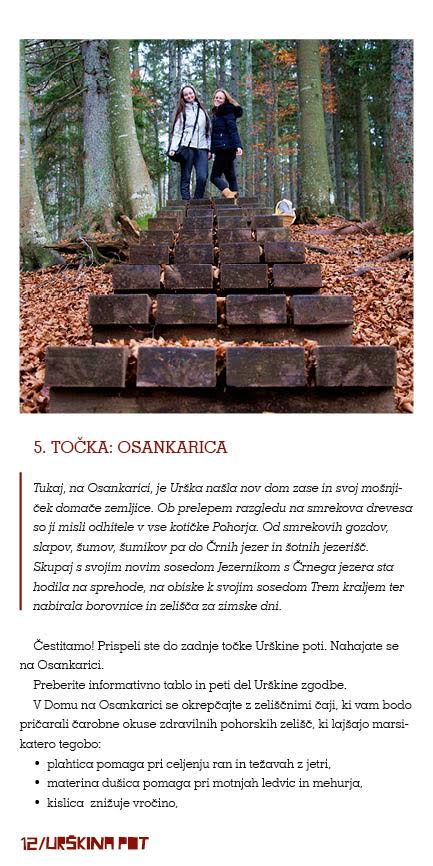 5. TOČKA: OSANKARICA
Tukaj, na Osankarici, je Urška našla nov dom zase in svoj mošnji-
ček domače zemljice. Ob prelepem razgledu na smrekova drevesa
so ji misli odhitele v vse kotičke Pohorja. Od smrekovih gozdov,
slapov, šumov, šumikov pa do Črnih jezer in šotnih jezerišč.
Skupaj s svojim novim sosedom Jezernikom s Črnega jezera sta
hodila na sprehode, na obiske k svojim sosedom Trem kraljem ter
nabirala borovnice in zelišča za zimske dni.
Čestitamo! Prispeli ste do zadnje točke Urškine poti. Nahajate se
na Osankarici.
Preberite informativno tablo in peti del Urškine zgodbe.
V Domu na Osankarici se okrepčajte z zeliščnimi čaji, ki vam bodo
pričarali čarobne okuse zdravilnih pohorskih zelišč, ki lajšajo marsi-
katero tegobo:
• plahtica pomaga pri celjenju ran in težavah z jetri,
• materina dušica pomaga pri motnjah ledvic in mehurja,
• kislica znižuje vročino,
12/URŠKINA POT